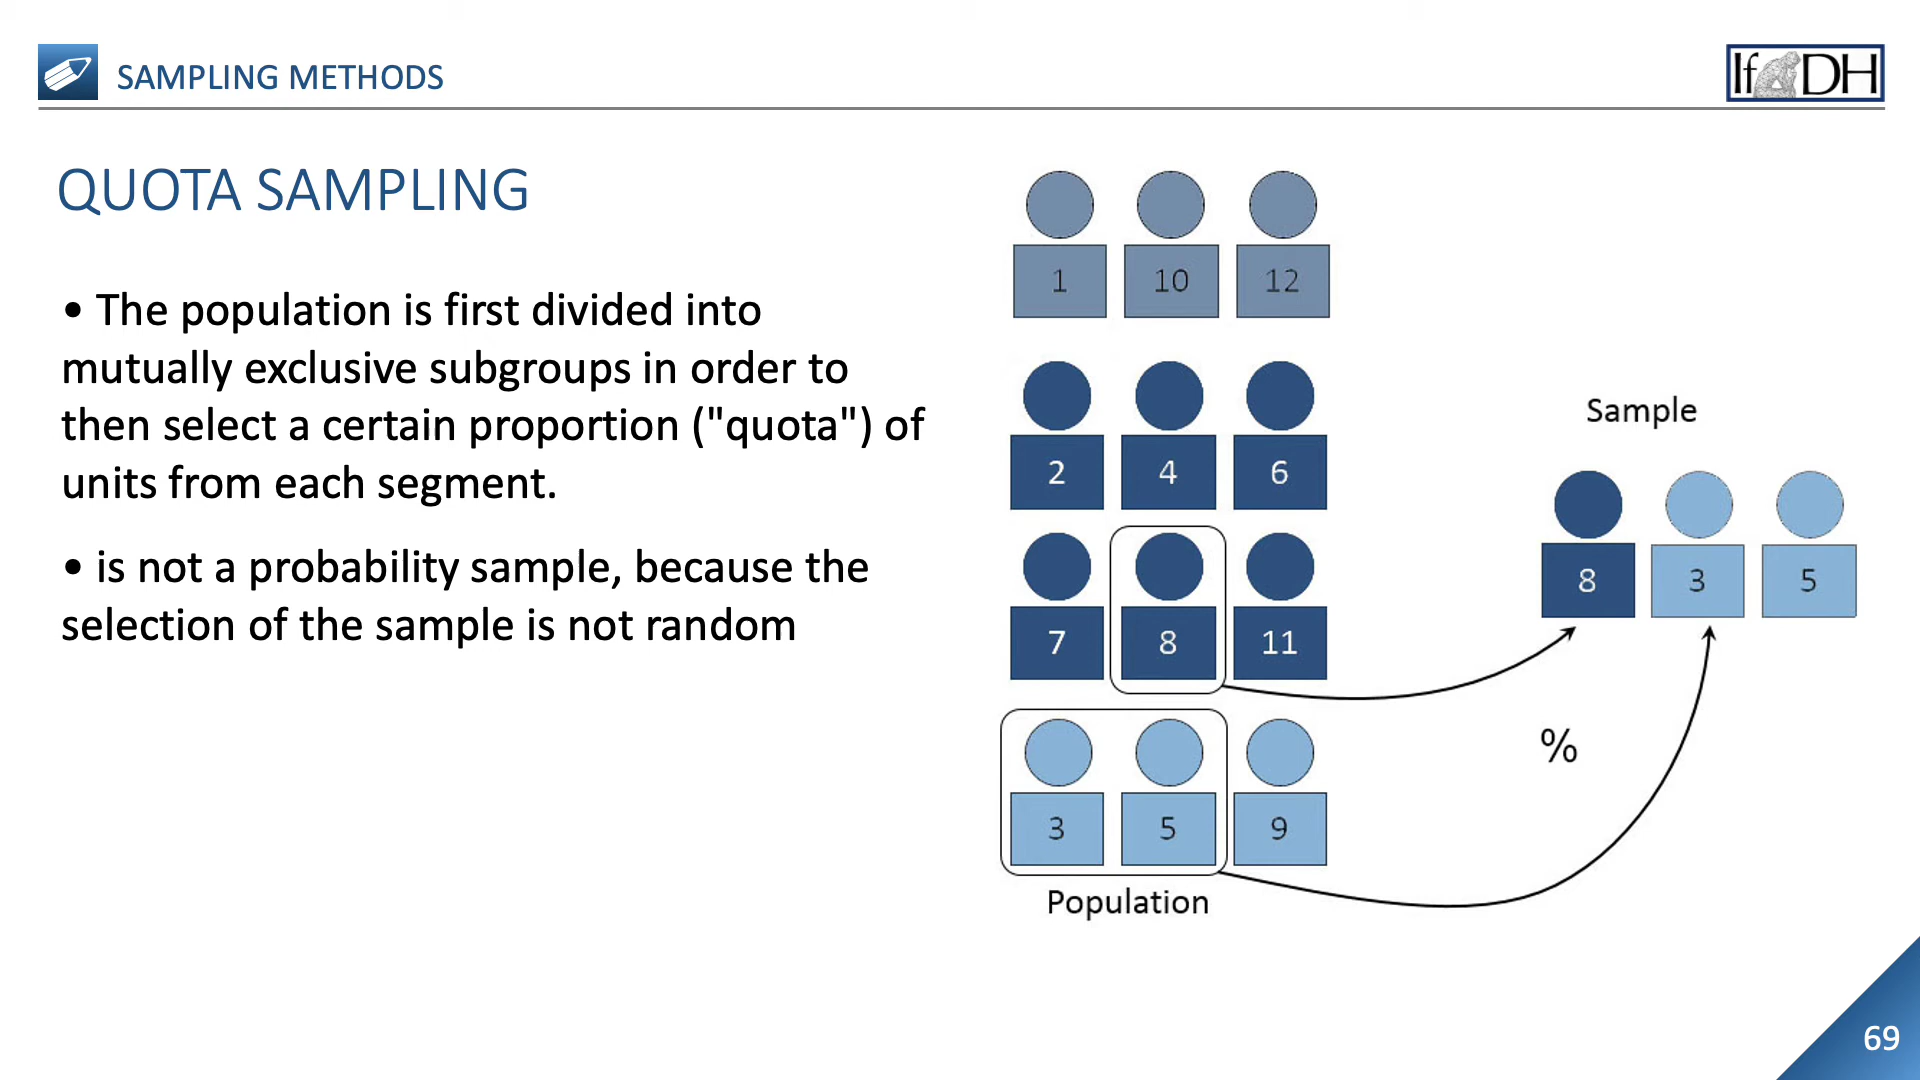 SAMPLING METHODS
If DH
QUOTA SAMPLING
• The population is first divided into
mutually exclusive subgroups in order to
then select a certain proportion ("quota") of
units from each segment.
• is not a probability sample, because the
selection of the sample is not random
1 10 12
2 4 6
7 8 11
3 5 9
Population
Sample
8 3 5
%
69